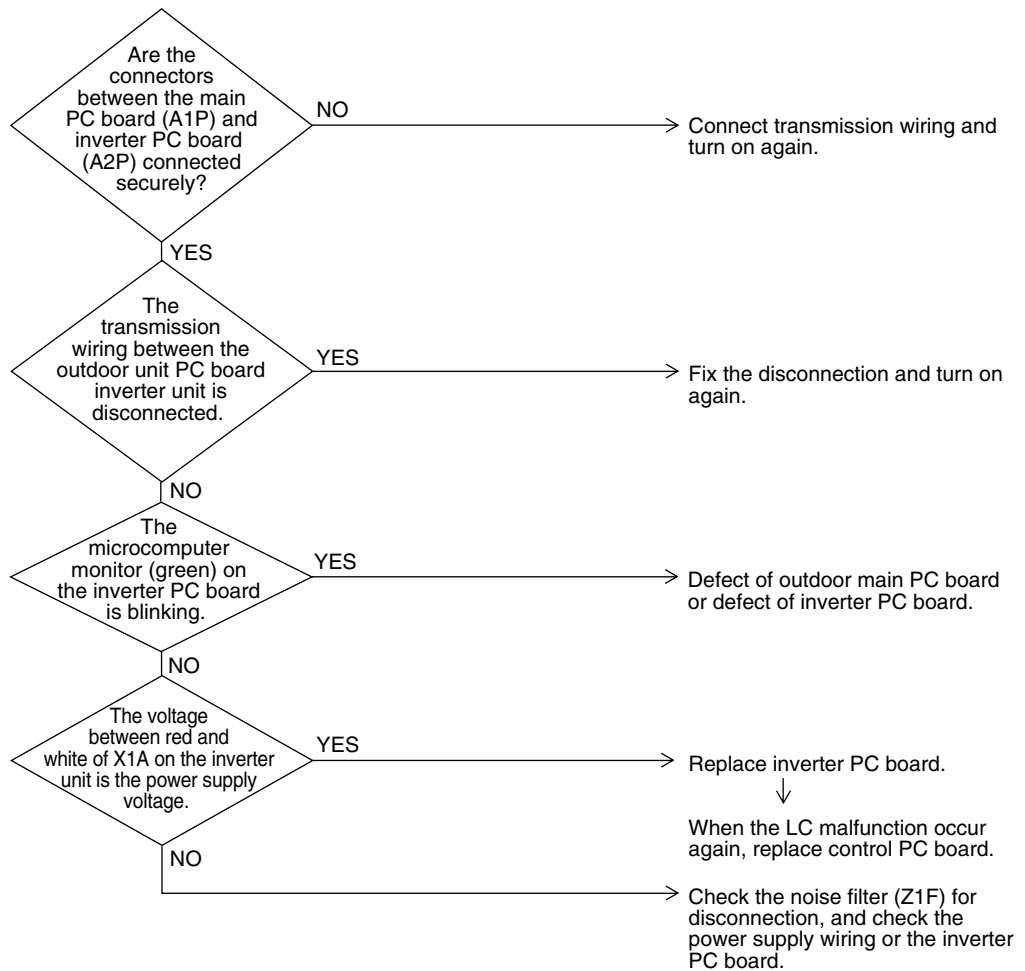 Are the
connectors
between the main
PC board (A1P) and
inverter PC board
(A2P) connected
securely?
NO
Connect transmission wiring and
turn on again.
YES
The
transmission
wiring between the
outdoor unit PC board
inverter unit is
disconnected.
YES
Fix the disconnection and turn on
again.
NO
The
microcomputer
monitor (green) on
the inverter PC board
is blinking.
YES
Defect of outdoor main PC board
or defect of inverter PC board.
NO
The voltage
between red and
white of X1A on the inverter
unit is the power supply
voltage.
YES
Replace inverter PC board.
When the LC malfunction occur
again, replace control PC board.
NO
Check the noise filter (Z1F) for
disconnection, and check the
power supply wiring or the inverter
PC board.